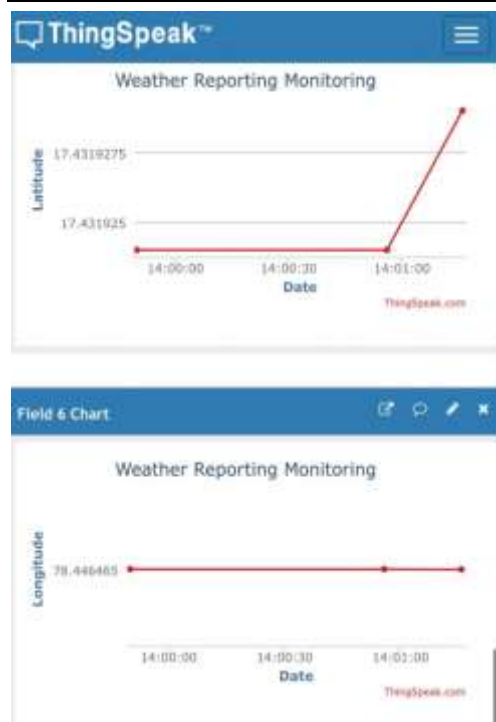 ThingSpeak™
Weather Reporting Monitoring
Latitude
17.4319275
17.431925
14:00:00 14:00:30 14:01:00
Date
ThingSpeak.com
Field 6 Chart
Weather Reporting Monitoring
Longitude
78.446465
14:00:00 14:00:30 14:01:00
Date
ThingSpeak.com